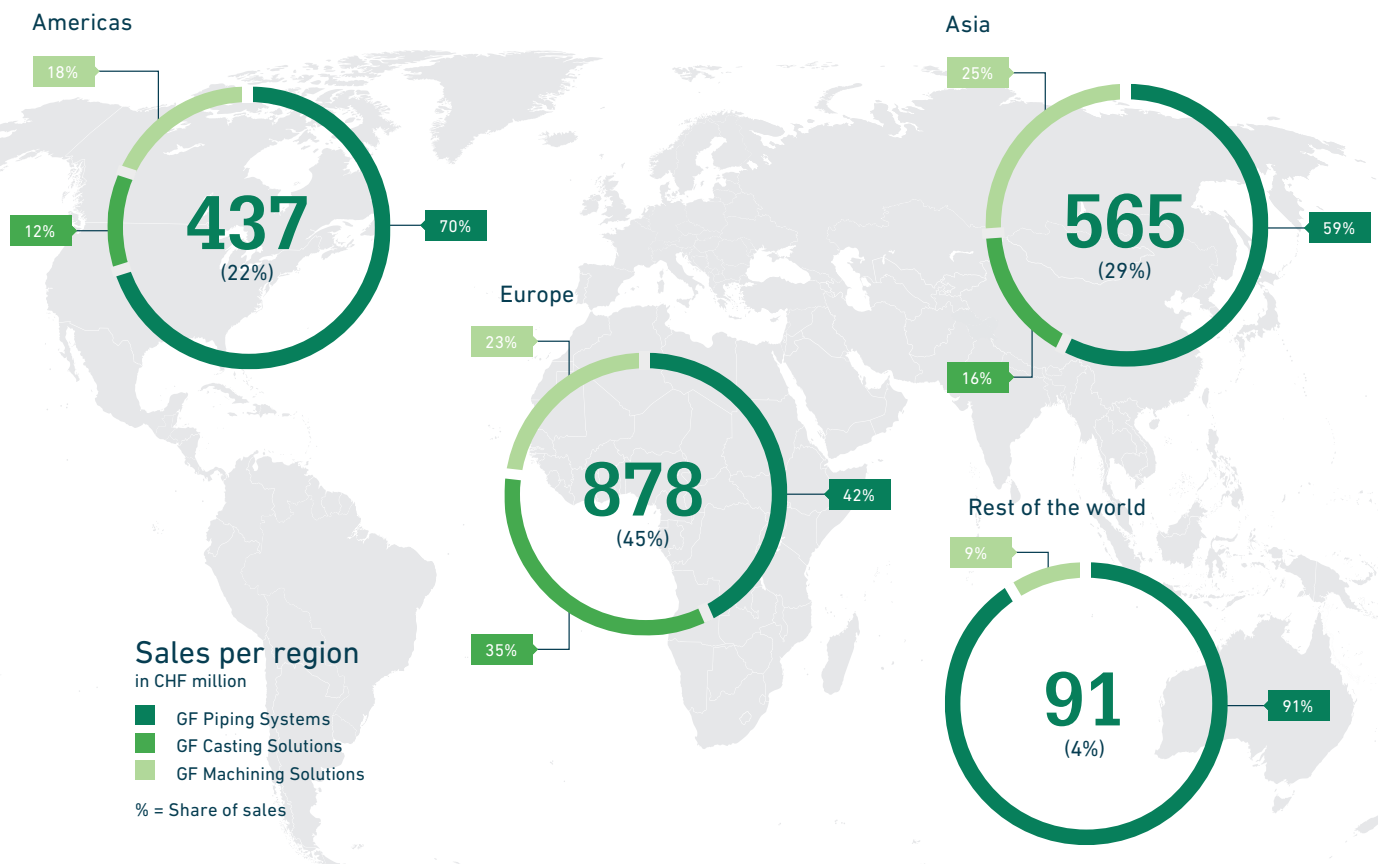 Americas
18%
12%
437
(22%)
70%
Asia
25%
565
(29%)
59%
16%
Europe
23%
878
(45%)
42%
35%
Rest of the world
9%
91
(4%)
91%
Sales per region
in CHF million
GF Piping Systems
GF Casting Solutions
GF Machining Solutions
% = Share of sales